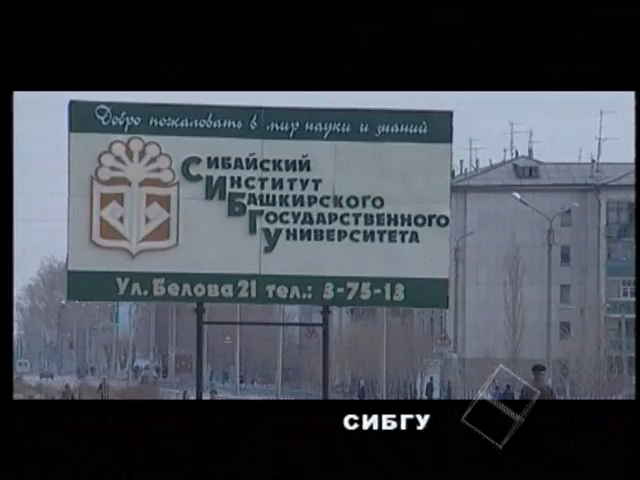 Добро пожаловать в мир науки и знаний
Сибайский
Институт
Башкирского
Государственного
Университета
Ул. Белова 21 тел.: 3-75-13
СИБГУ